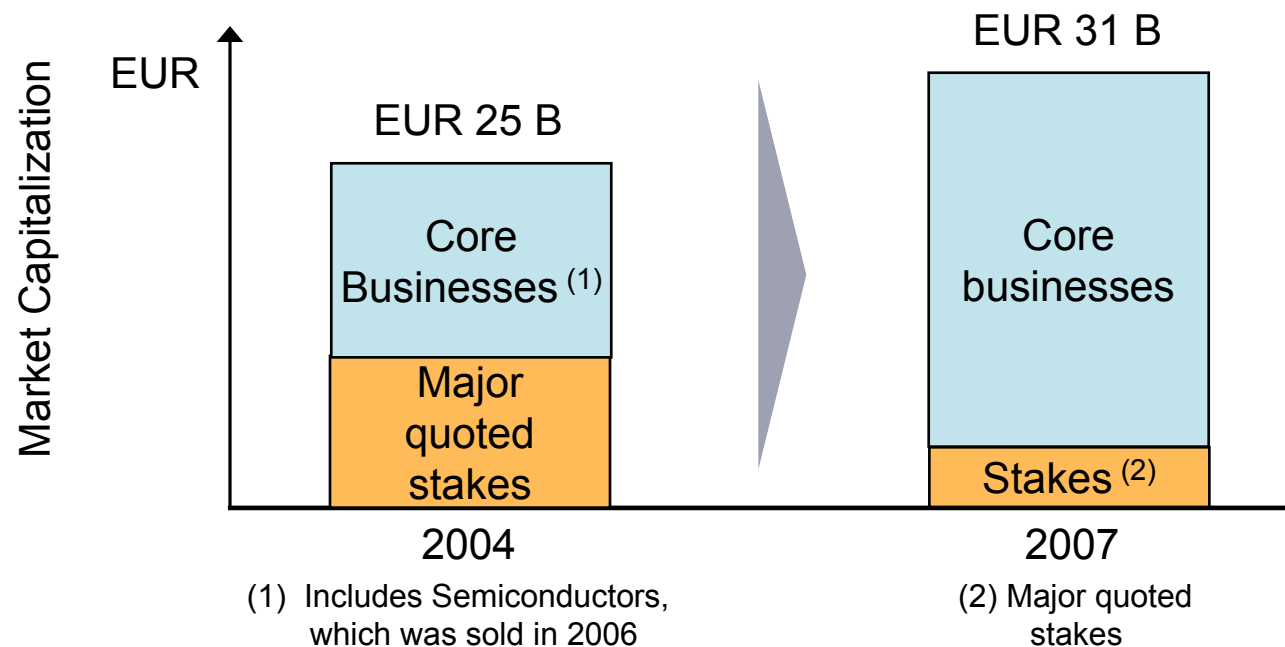 Market Capitalization
EUR
EUR 25 B
Core
Businesses (1)
Major
quoted
stakes
2004
(1) Includes Semiconductors,
which was sold in 2006
EUR 31 B
Core
businesses
Stakes (2)
2007
(2) Major quoted
stakes